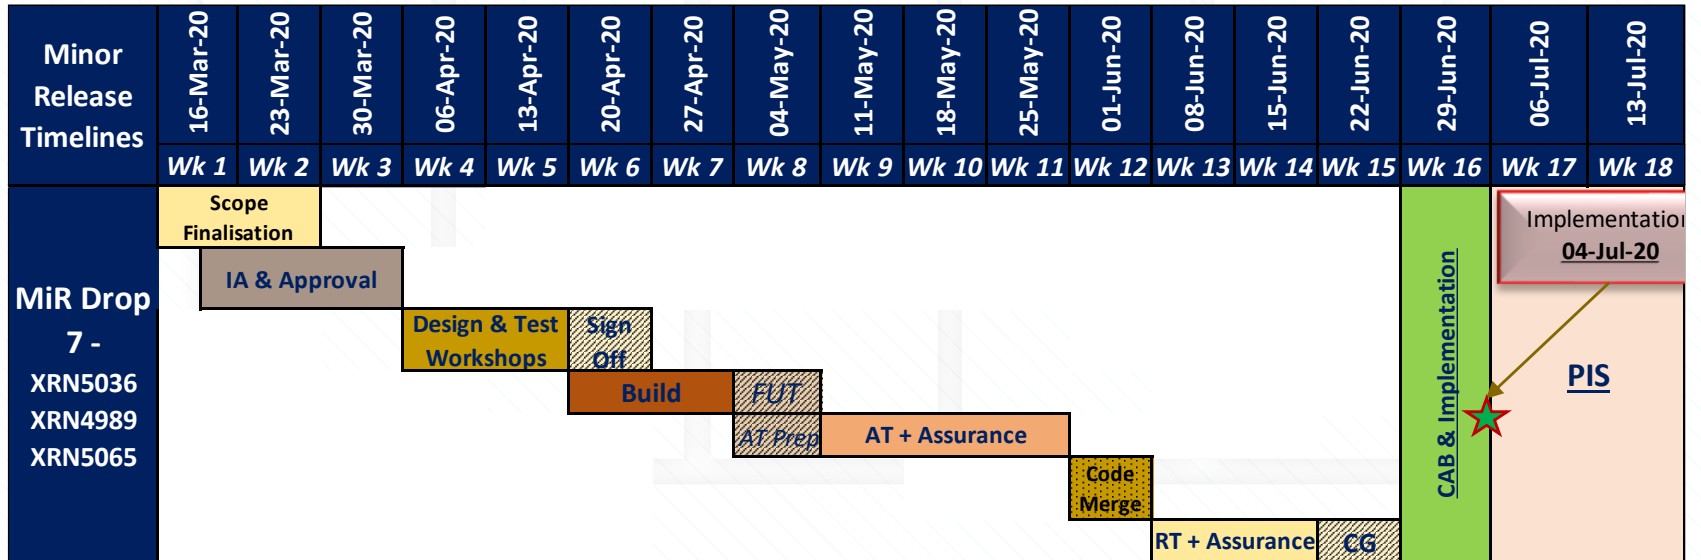 Minor
Release
Timelines
16-Mar-20
23-Mar-20
30-Mar-20
06-Apr-20
13-Apr-20
20-Apr-20
27-Apr-20
04-May-20
11-May-20
18-May-20
25-May-20
01-Jun-20
08-Jun-20
15-Jun-20
22-Jun-20
29-Jun-20
06-Jul-20
13-Jul-20
Wk 1
Wk 2
Wk 3
Wk 4
Wk 5
Wk 6
Wk 7
Wk 8
Wk 9
Wk 10
Wk 11
Wk 12
Wk 13
Wk 14
Wk 15
Wk 16
Wk 17
Wk 18
MiR Drop
7 -
XRN5036
XRN4989
XRN5065
Scope
Finalisation
IA & Approval
Design & Test
Workshops
Sign
Off
Build
FUT
AT Prep
AT + Assurance
Code
Merge
RT + Assurance
CG
CAB & Implementation
Implementation
04-Jul-20
PIS